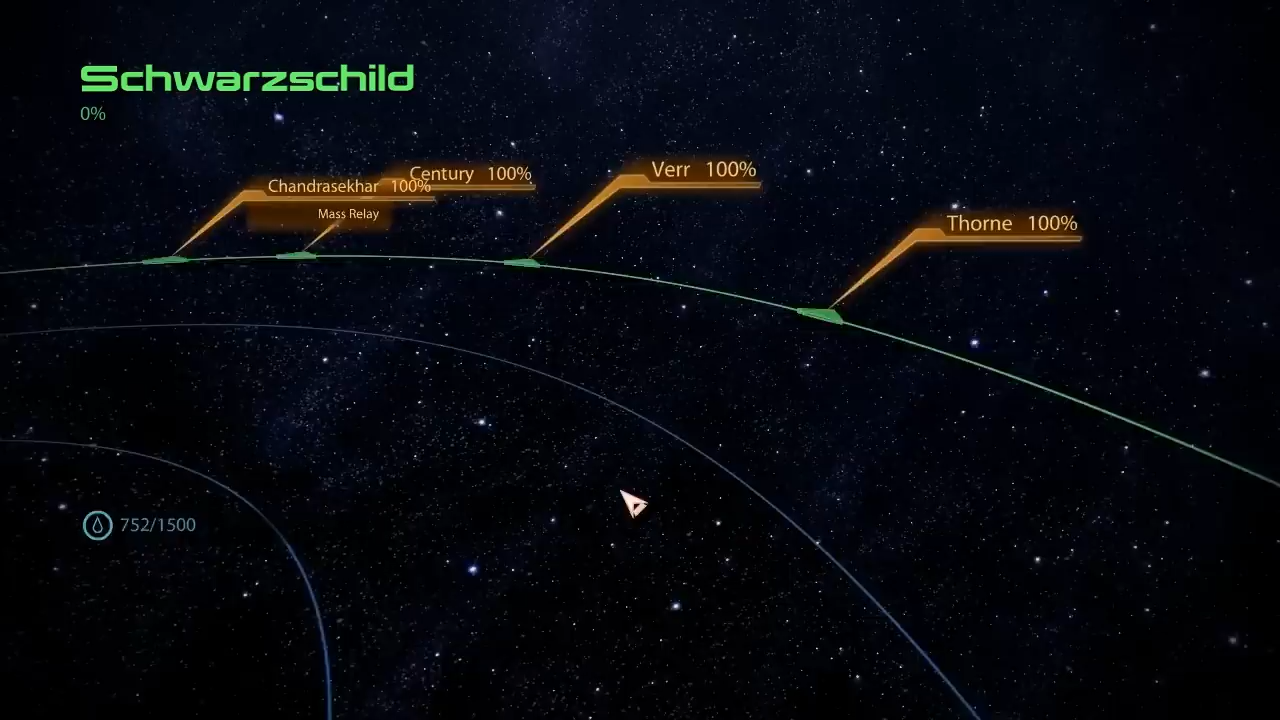 Schwarzschild
0%
Century 100%
Chandrasekhar 100%
Mass Relay
Verr 100%
Thorne 100%
752/1500